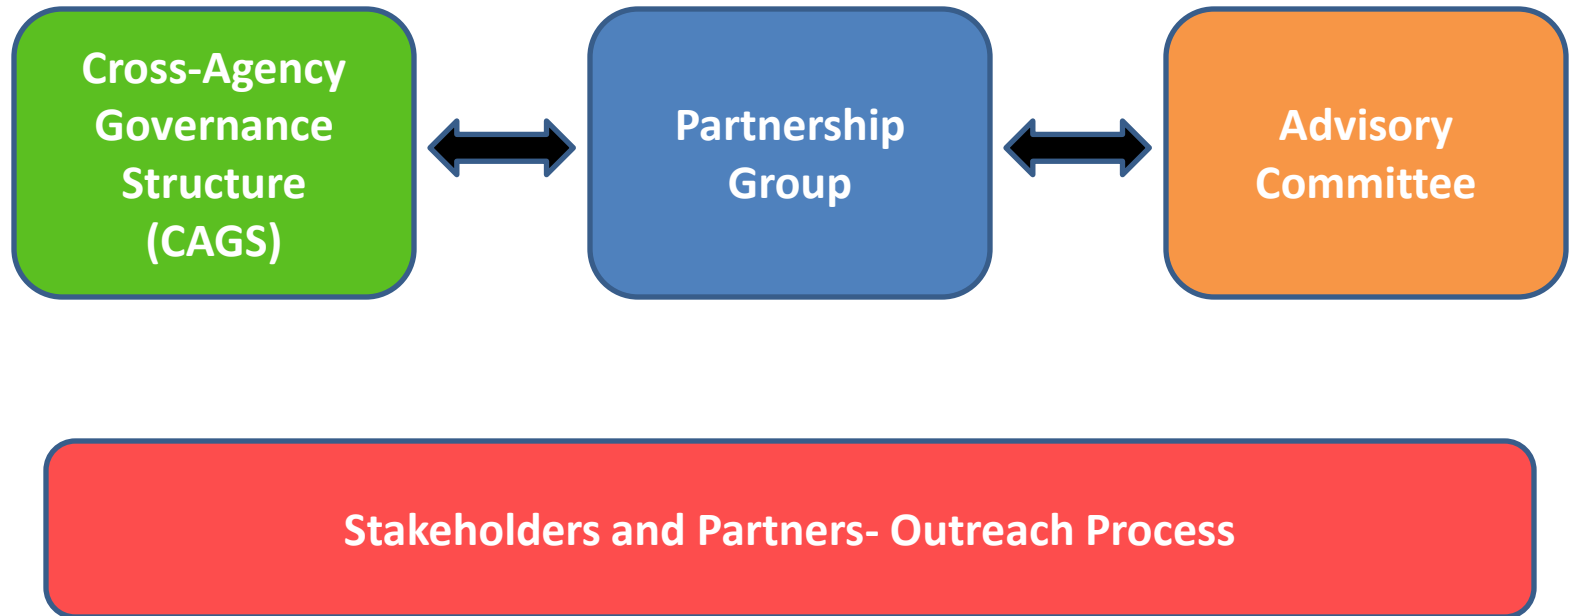 Cross-Agency
Governance
Structure
(CAGS)
Partnership
Group
Advisory
Committee
Stakeholders and Partners- Outreach Process